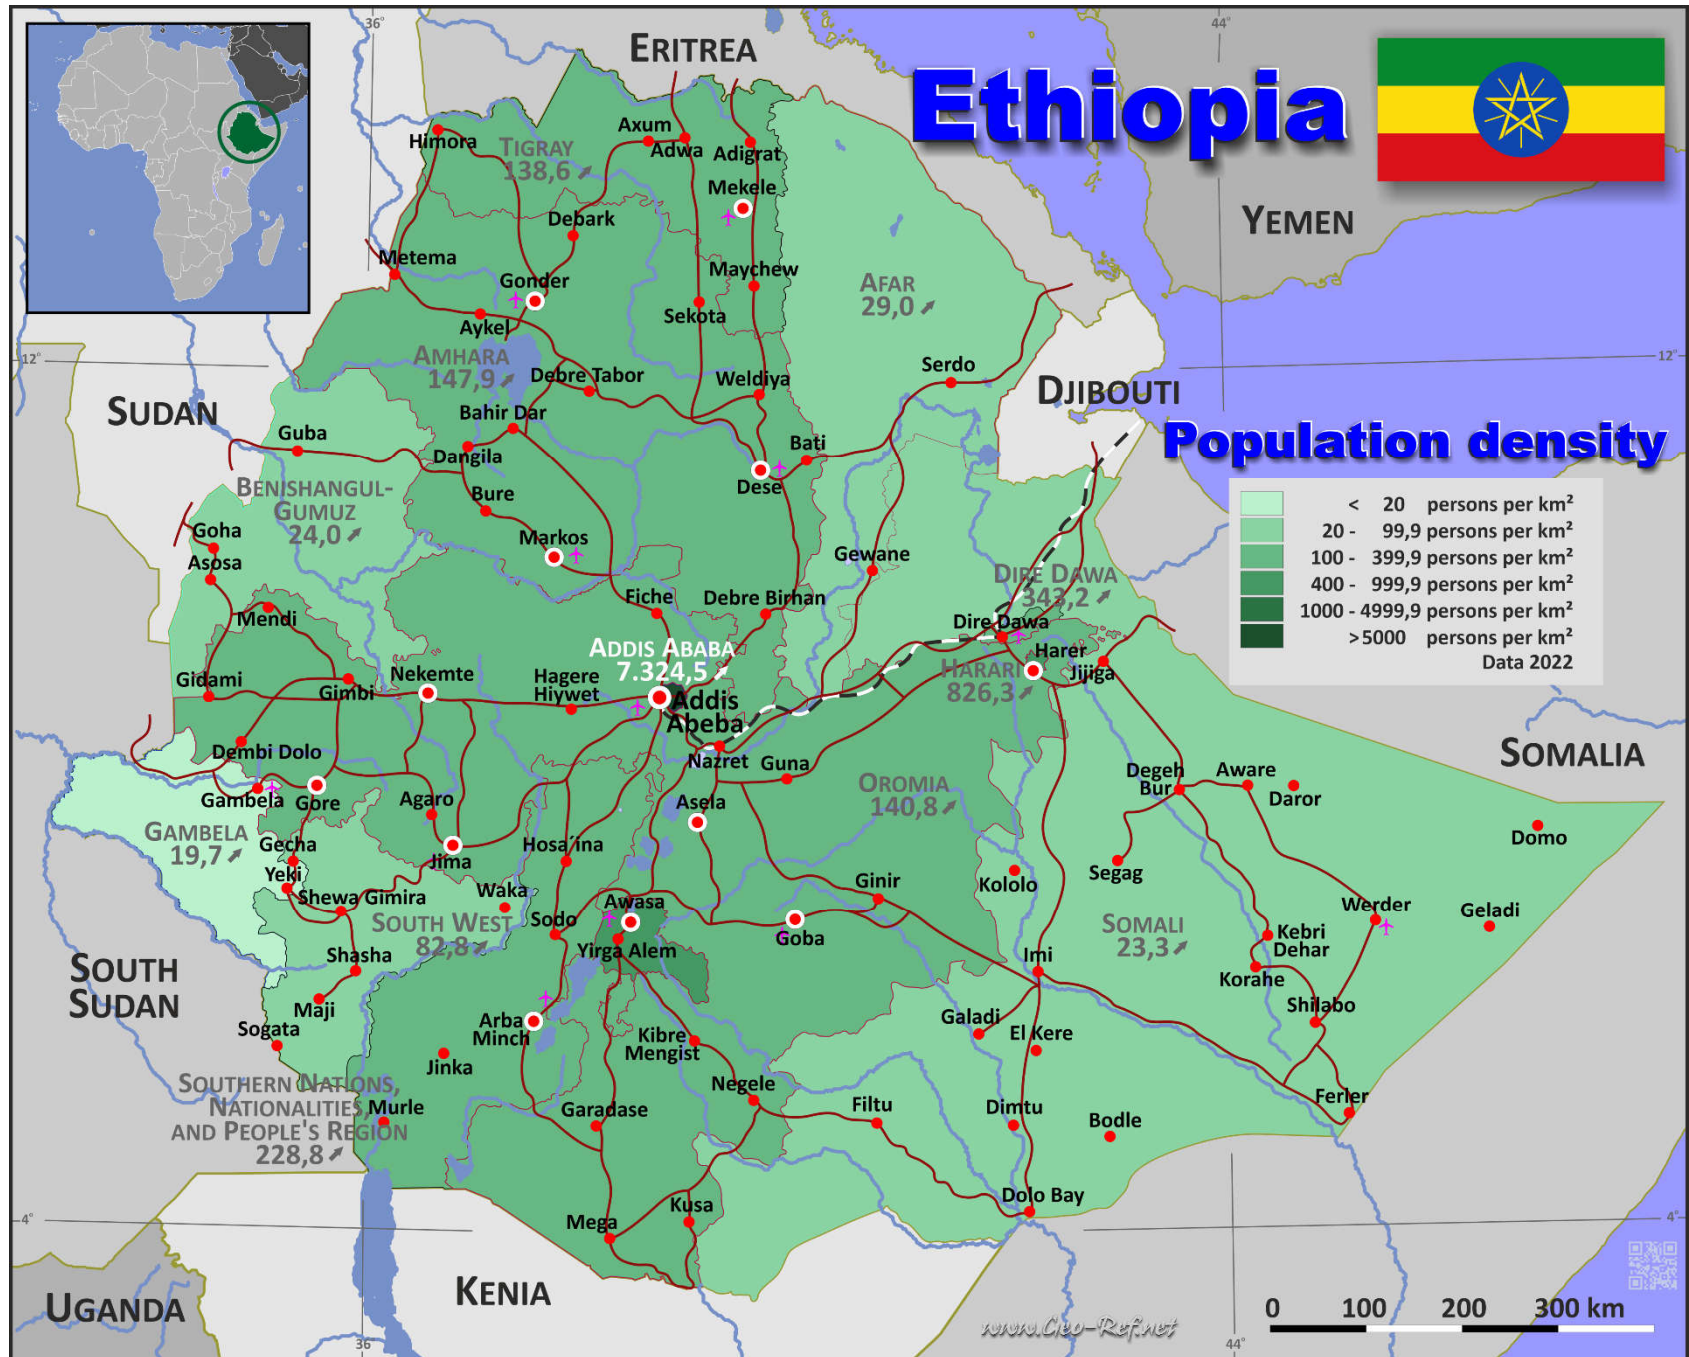 36°
44°
ERITREA
Ethiopia
Himora
TIGRAY
138,6
Axum
Adwa
Adigrat
Mekele
YEMEN
Debark
Metema
Gonder
Maychew
AFAR
29,0
Aykel
Sekota
12°
12°
AMHARA
147,9
Debre Tabor
Weldiya
Serdo
DJIBOUTI
SUDAN
Bahir Dar
Guba
Dangila
Bati
Population density
Dese
BENISHANGUL-
GUMUZ
24,0
Bure
< 20 persons per km²
20 - 99,9 persons per km²
100 - 399,9 persons per km²
400 - 999,9 persons per km²
1000 - 4999,9 persons per km²
>5000 persons per km²
Data 2022
Goha
Asosa
Markos
Gewane
DIRE DAWA
343,2
Mendi
Fiche
Debre Birhan
Dire Dawa
ADDIS ABABA
7.324,5
Harer
HARARI
826,3
Jijiga
Gidami
Gimbi
Nekemte
Hagere
Hiywet
Addis
Abeba
Dembi Dolo
Nazret
Guna
SOMALIA
OROMIA
140,8
Degeh
Bur
Aware
Daror
Gambela
Gore
Agaro
Asela
GAMBELA
19,7
Gecha
Jima
Hosa´ina
Domo
Yeki
Shewa Gimira
Waka
Kololo
Segag
Ginir
SOUTH WEST
82,8
Sodo
Awasa
Goba
SOMALI
23,3
Werder
Geladi
Yirga Alem
Kebri
Dehar
Shasha
Imi
Korahe
SOUTH
SUDAN
Maji
Shilabo
Sogata
Arba
Minch
Kibre
Mengist
Galadi
El Kere
Jinka
SOUTHERN NATIONS,
NATIONALITIES,
AND PEOPLE'S REGION
228,8
Murle
Negele
Garadase
Filtu
Dimtu
Bodle
Ferler
Dolo Bay
4°
4°
Mega
Kusa
KENIA
UGANDA
0 100 200 300 km
www.Geo-Ref.net
36
44°